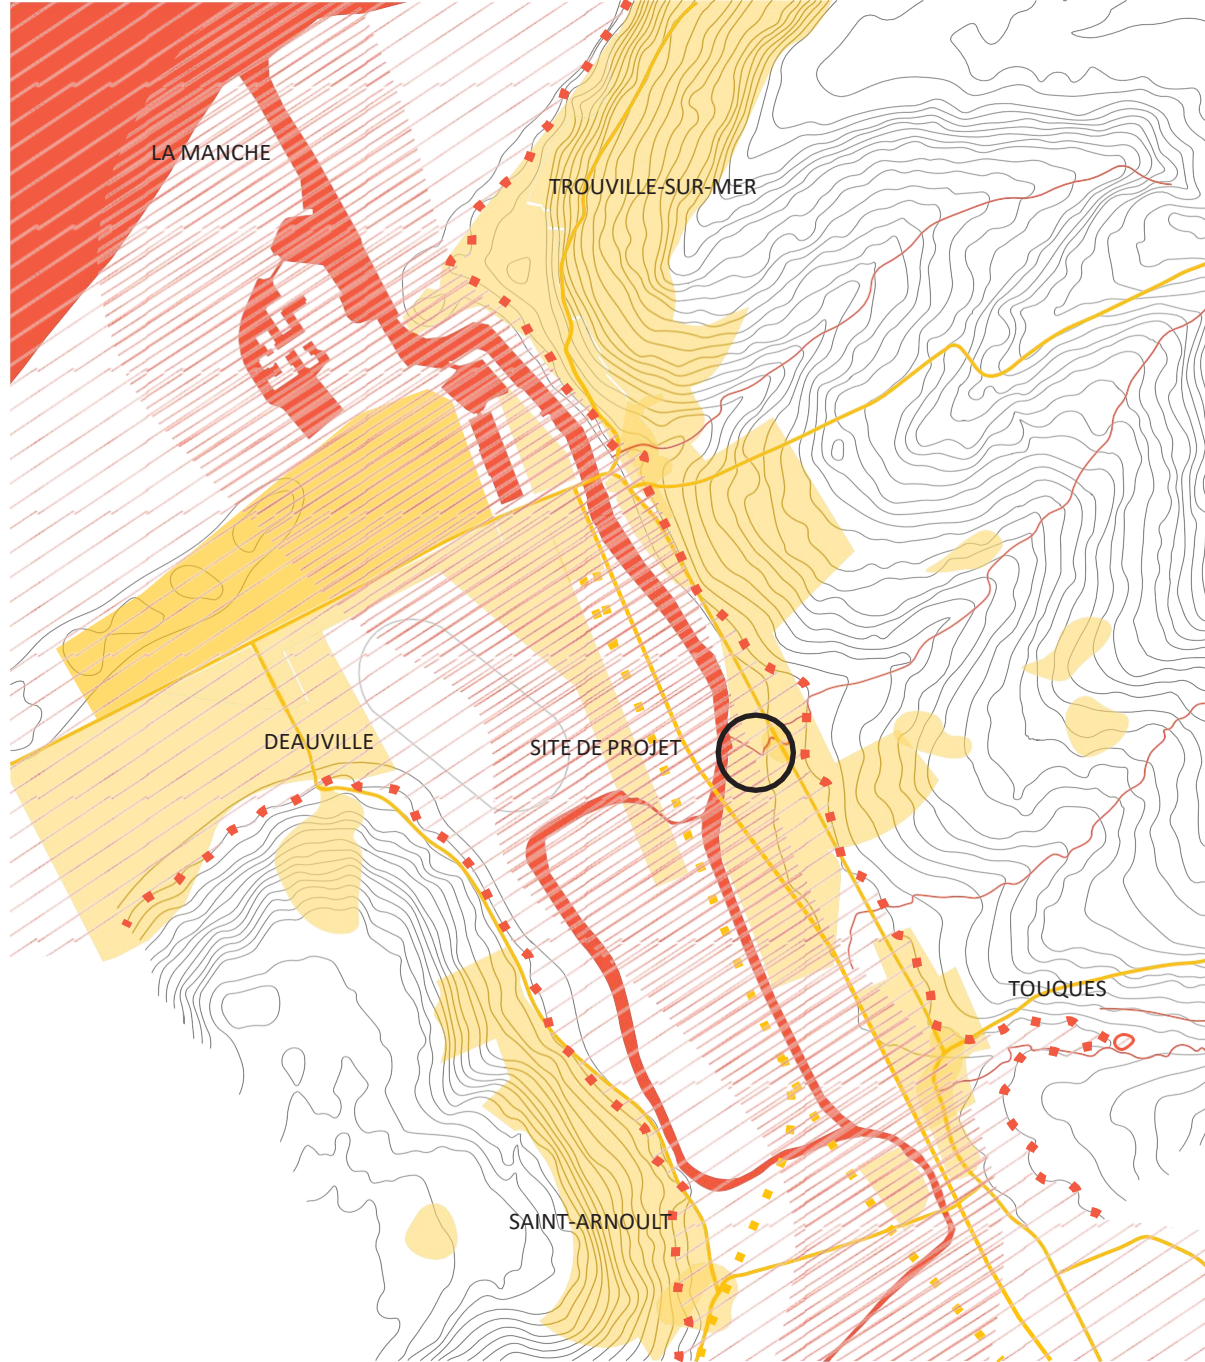 LA MANCHE
TROUVILLE-SUR-MER
DEAUVILLE
SITE DE PROJET
TOUQUES
SAINT-ARNOULT